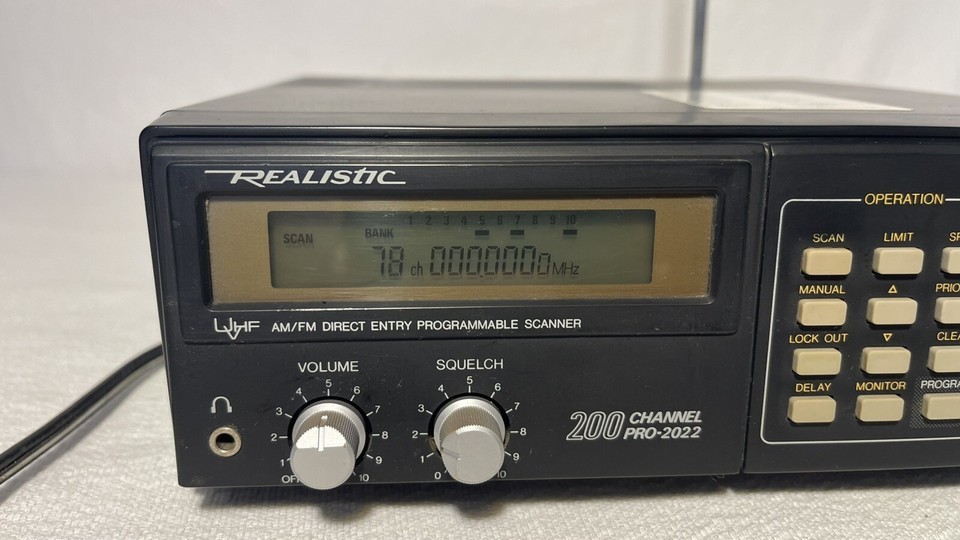 REALISTIC
1 2 3 4 5 6 7 8 9 10
SCAN BANK
78 ch 000.0000 MHz
UVHF AM/FM DIRECT ENTRY PROGRAMMABLE SCANNER
VOLUME
OFF 1 2 3 4 5 6 7 8 9 10
SQUELCH
0 1 2 3 4 5 6 7 8 9 10
200 CHANNEL
PRO-2022
OPERATION
SCAN LIMIT
MANUAL △
LOCK OUT ▽
DELAY MONITOR